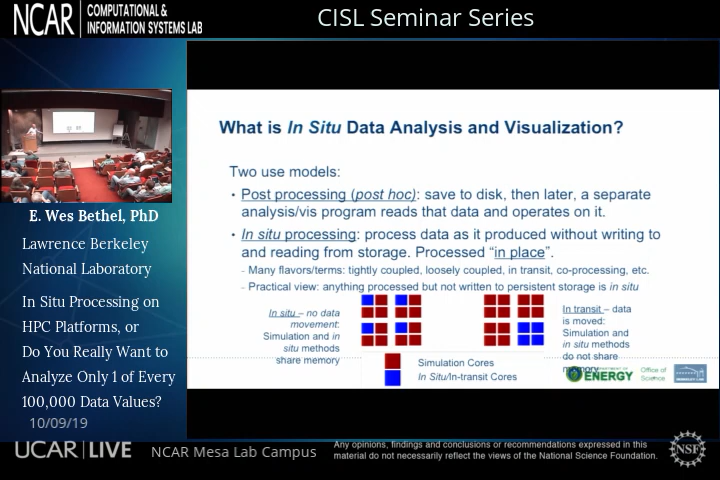 NCAR
COMPUTATIONAL &
INFORMATION SYSTEMS LAB
CISL Seminar Series
E. Wes Bethel, PhD
Lawrence Berkeley
National Laboratory
In Situ Processing on
HPC Platforms, or
Do You Really Want to
Analyze Only 1 of Every
100,000 Data Values?
10/09/19
What is In Situ Data Analysis and Visualization?
Two use models:
• Post processing (post hoc): save to disk, then later, a separate
analysis/vis program reads that data and operates on it.
• In situ processing: process data as it produced without writing to
and reading from storage. Processed “in place”.
- Many flavors/terms: tightly coupled, loosely coupled, in transit, co-processing, etc.
- Practical view: anything processed but not written to persistent storage is in situ
In situ – no data
movement:
Simulation and in
situ methods
share memory
In transit – data
is moved:
Simulation and
in situ methods
do not share
Simulation Cores
In Situ/In-transit Cores
ENERGY
Office of
Science
UCAR LIVE
NCAR Mesa Lab Campus
Any opinions, findings and conclusions or recommendations expressed in this
material do not necessarily reflect the views of the National Science Foundation.
NSF